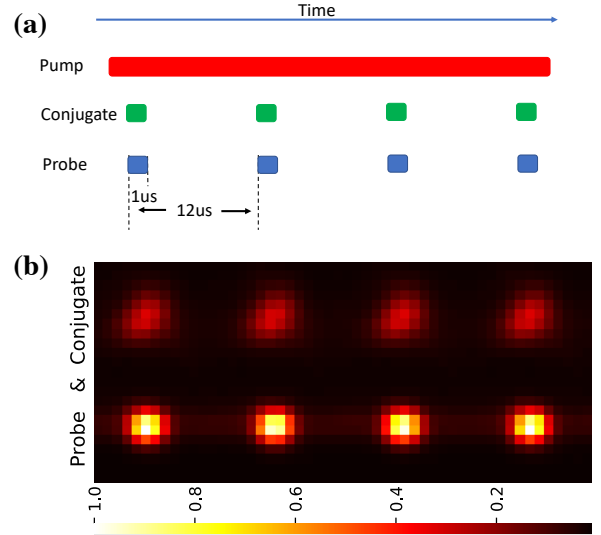 (a)
Time
Pump
Conjugate
Probe
1us
12us
(b)
Probe & Conjugate
1.0
0.8
0.6
0.4
0.2